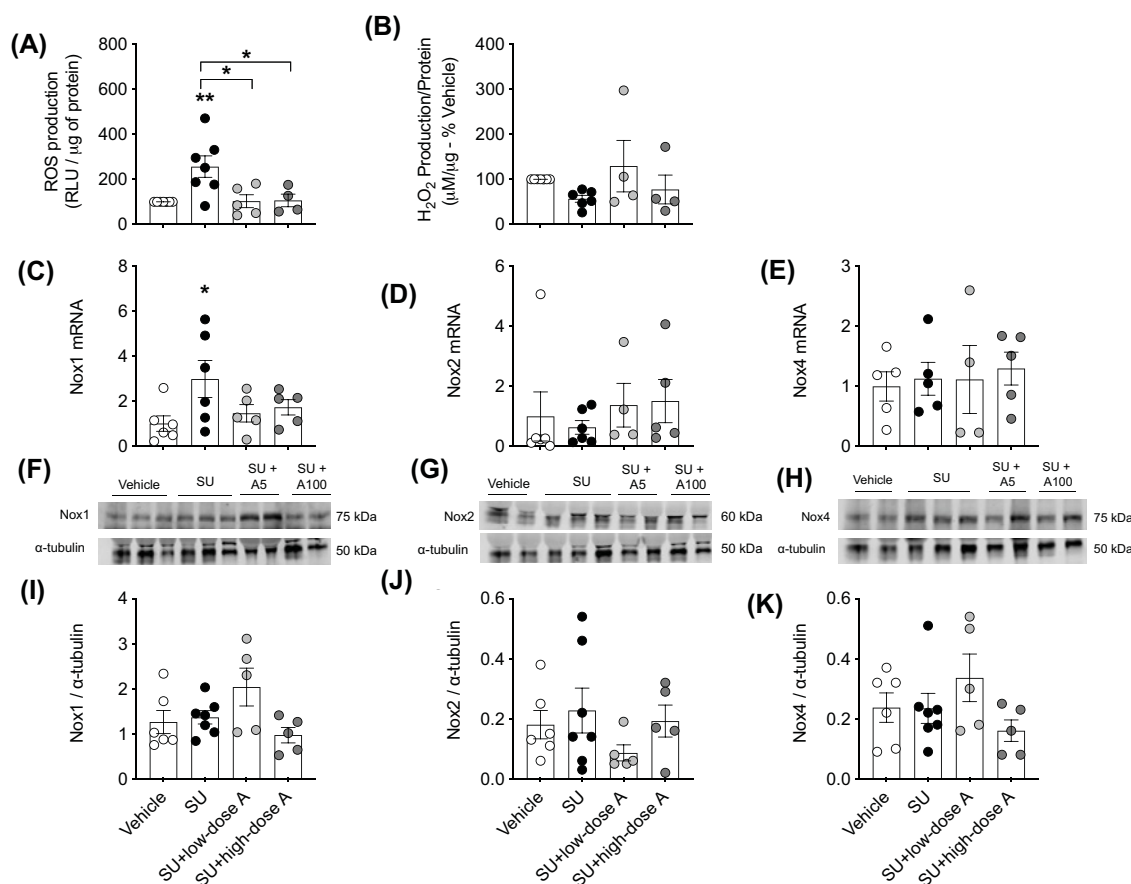 (A)
ROS production
(RLU / μg of protein)
800
600
400
200
0
**
*
*
(B)
H2O2 Production/Protein
(μM/μg - % Vehicle)
400
300
200
100
0
(C)
Nox1 mRNA
8
6
4
2
0
*
(D)
Nox2 mRNA
6
4
2
0
(E)
Nox4 mRNA
3
2
1
0
(F)
Vehicle SU SU + A5 SU + A100
Nox1 75 kDa
α-tubulin 50 kDa
(G)
Vehicle SU SU + A5 SU + A100
Nox2 60 kDa
α-tubulin 50 kDa
(H)
Vehicle SU SU + A5 SU + A100
Nox4 75 kDa
α-tubulin 50 kDa
(I)
Nox1 / α-tubulin
4
3
2
1
0
Vehicle
SU
SU+low-dose A
SU+high-dose A
(J)
Nox2 / α-tubulin
0.6
0.4
0.2
0.0
Vehicle
SU
SU+low-dose A
SU+high-dose A
(K)
Nox4 / α-tubulin
0.6
0.4
0.2
0.0
Vehicle
SU
SU+low-dose A
SU+high-dose A